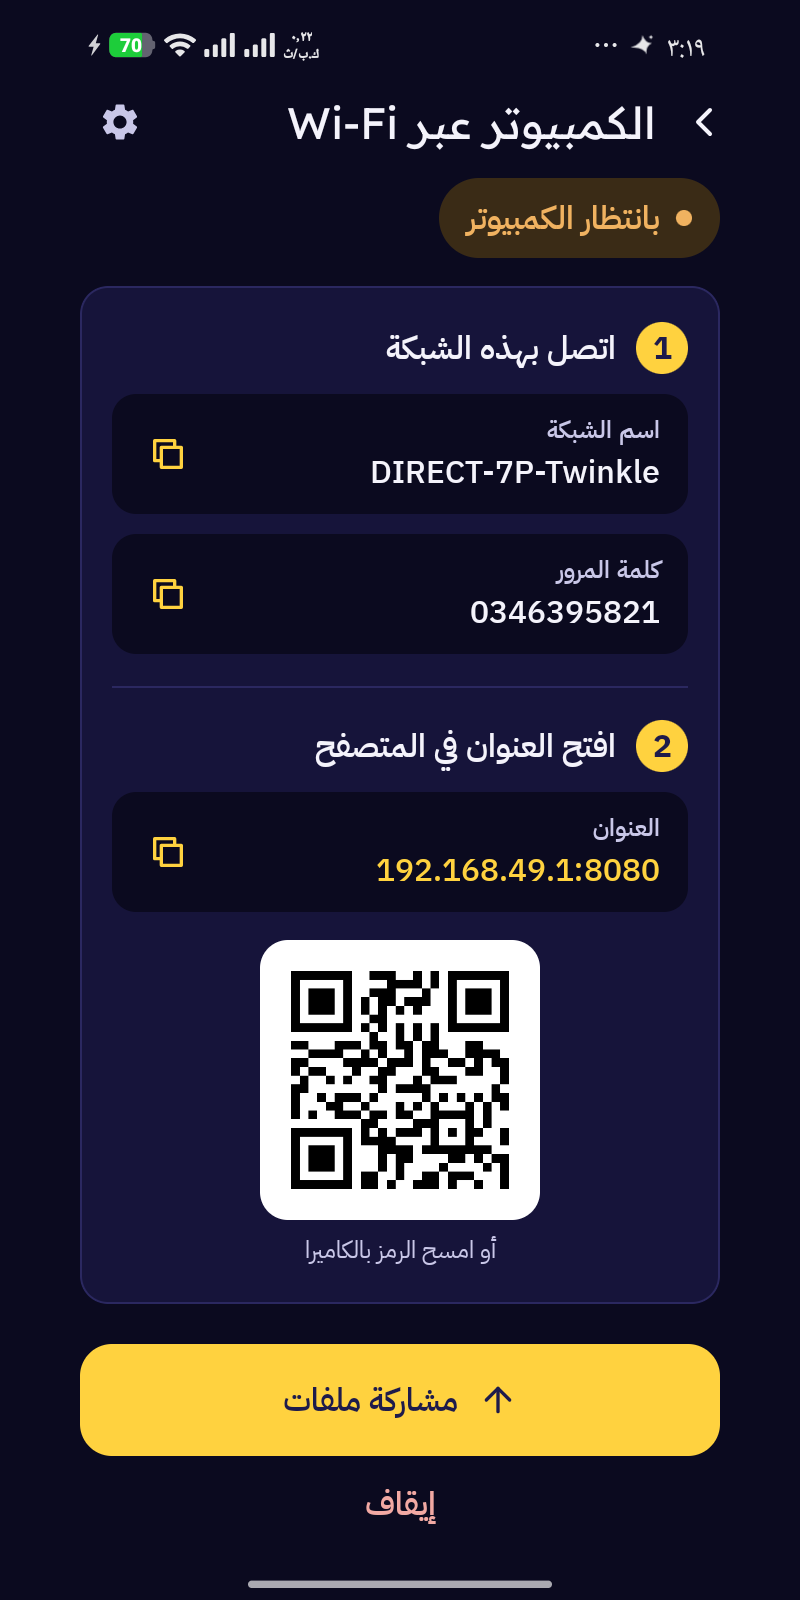 ٣:١٩
٠,٢٢
ك.ب/ث
70
الكمبيوتر عبر Wi-Fi
بانتظار الكمبيوتر
1 اتصل بهذه الشبكة
اسم الشبكة
DIRECT-7P-Twinkle
كلمة المرور
0346395821
2 افتح العنوان في المتصفح
العنوان
192.168.49.1:8080
أو امسح الرمز بالكاميرا
مشاركة ملفات
إيقاف